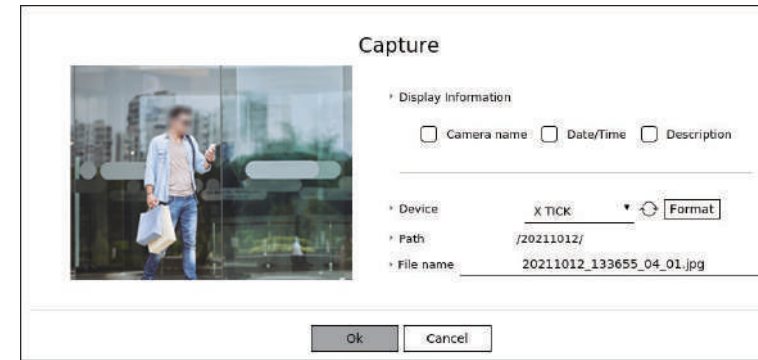 Capture
Display Information
Camera name Date/Time Description
Device X TICK Format
Path /20211012/
File name 20211012_133655_04_01.jpg
Ok Cancel